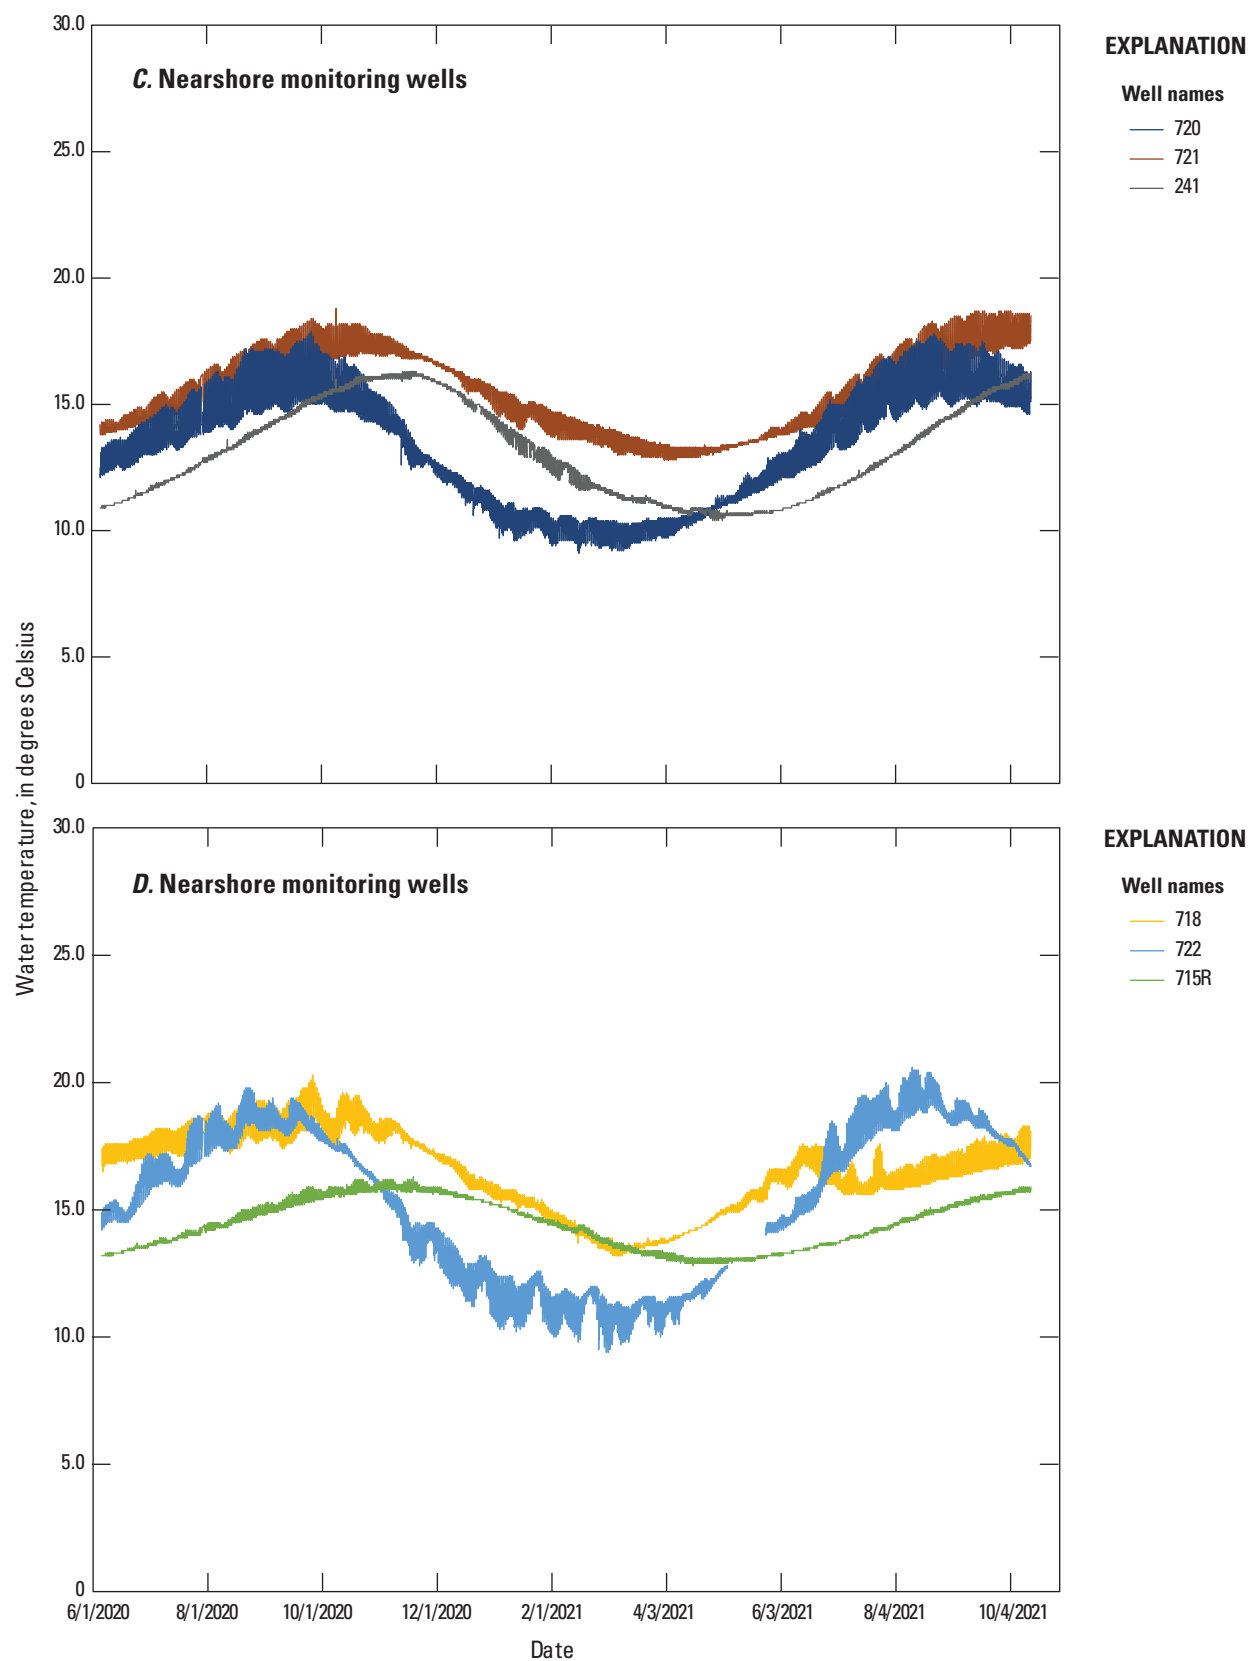 30.0
25.0
20.0
15.0
10.0
5.0
0
C. Nearshore monitoring wells
EXPLANATION
Well names
720
721
241
Water temperature, in degrees Celsius
30.0
25.0
20.0
15.0
10.0
5.0
0
D. Nearshore monitoring wells
EXPLANATION
Well names
718
722
715R
6/1/2020 8/1/2020 10/1/2020 12/1/2020 2/1/2021 4/3/2021 6/3/2021 8/4/2021 10/4/2021
Date